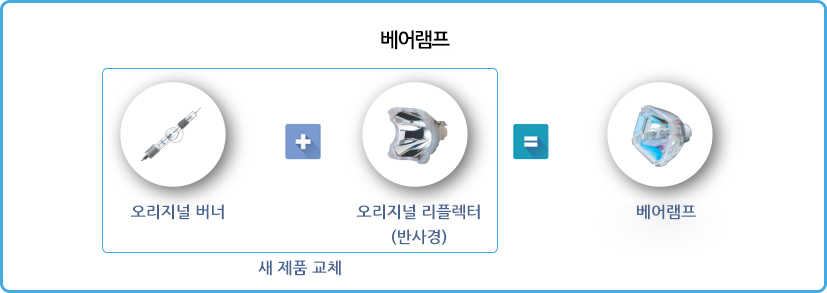 베어램프
오리지널 버너
오리지널 리플렉터
(반사경)
베어램프
새 제품 교체